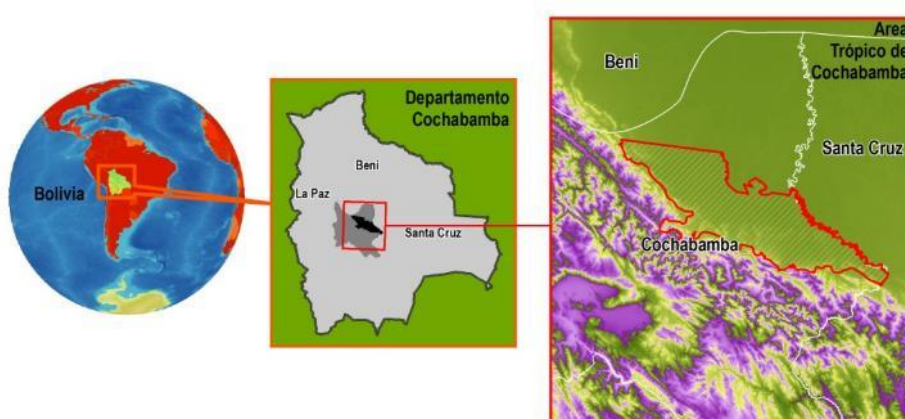 Bolivia
Departamento
Cochabamba
Beni
La Paz
Santa Cruz
Area
Trópico de
Cochabamba
Beni
Santa Cruz
Cochabamba